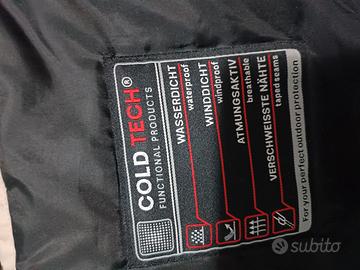 COLD TECH®
FUNCTIONAL PRODUCTS
WASSERDICHT
waterproof
WINDDICHT
windproof
ATMUNGSAKTIV
breathable
VERSCHWEISSTE NÄHTE
taped seams
For your perfect outdoor protection
subito